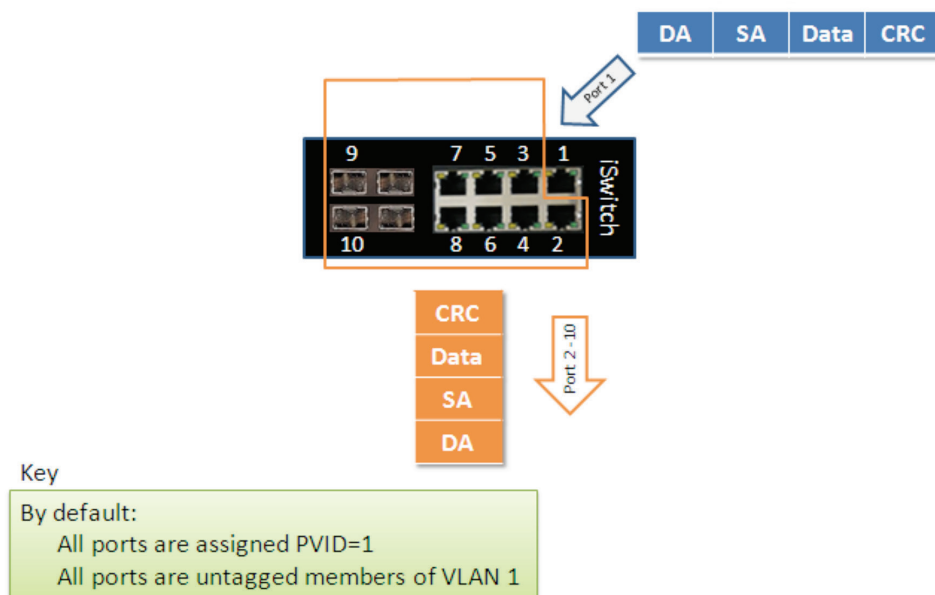 DA SA Data CRC
Port 1
9 7 5 3 1
iSwitch
10 8 6 4 2
CRC
Data
SA
DA
Port 2 -10
Key
By default:
All ports are assigned PVID=1
All ports are untagged members of VLAN 1